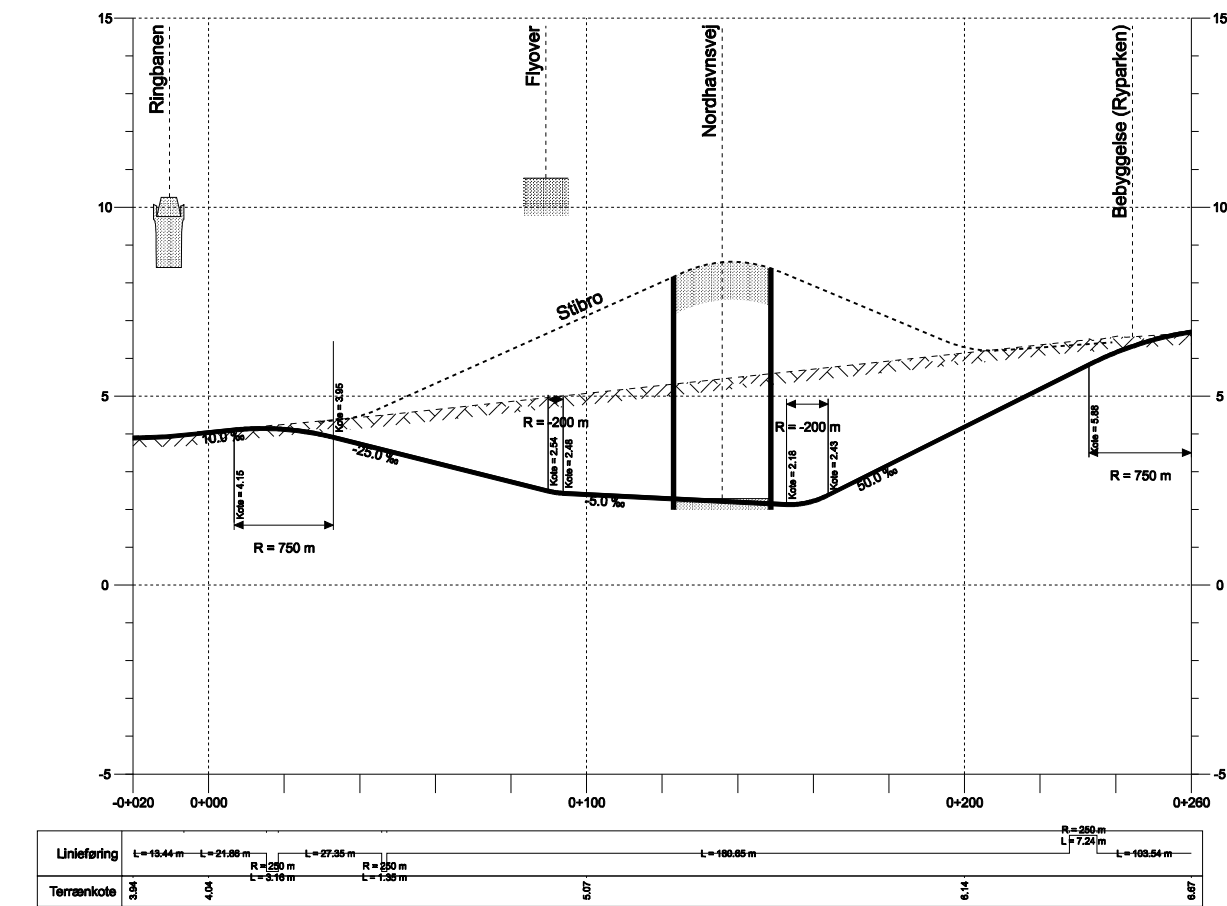 15
15
Ringbanen
Flyover
Nordhavnsvej
Bebyggelse (Ryparken)
10
10
Stibro
5
5
10.0 ‰
Kote = 4.15
R = 750 m
Kote = 3.95
-25.0 ‰
R = -200 m
Kote = 2.54
Kote = 2.48
-5.0 ‰
R = -200 m
Kote = 2.18
Kote = 2.43
50.0 ‰
Kote = 5.88
R = 750 m
0
0
-5
-5
-0+020
0+000
0+100
0+200
0+260
Linieføring
L = 13.44 m
L = 21.86 m
R = 250 m
L = 3.16 m
L = 27.35 m
R = 250 m
L = 1.35 m
L = 180.65 m
R = 250 m
L = 7.24 m
L = 103.54 m
Terrænkote
3.94
4.04
5.07
6.14
6.67